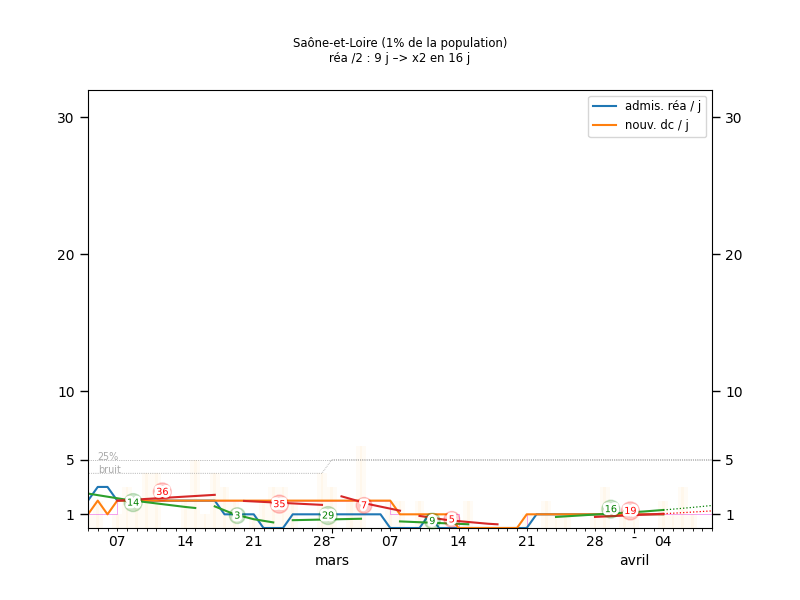 Saône-et-Loire (1% de la population)
réa /2 : 9 j –> x2 en 16 j
admis. réa / j
nouv. dc / j
30 30
20 20
10 10
25%
5 5
bruit
36
14
35
7
16
19
3
29
9
5
1 1
07 14 21 28 07 14 21 28 - 04
mars avril